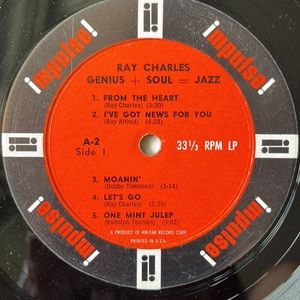 ¡impulse!
RAY CHARLES
GENIUS + SOUL = JAZZ
1. FROM THE HEART
(Ray Charles) (3:30)
2. I'VE GOT NEWS FOR YOU
(Ray Alfred) (4:28)
A-2
Side 1
33⅓ RPM LP
3. MOANIN'
(Bobby Timmons) (3:14)
4. LET'S GO
(Ray Charles) (2:39)
5. ONE MINT JULEP
(Rudolph Toombs) (3:02)
A PRODUCT OF AM-PAR RECORD CORP.
PRINTED IN U.S.A.
¡impulse!
¡impulse!
¡impulse!